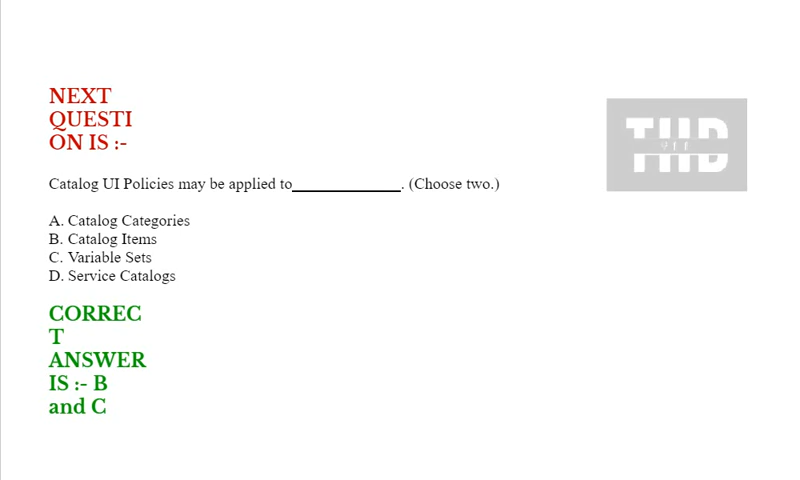 NEXT
QUESTI
ON IS :-
THD
Catalog UI Policies may be applied to______________. (Choose two.)
A. Catalog Categories
B. Catalog Items
C. Variable Sets
D. Service Catalogs
CORREC
T
ANSWER
IS :- B
and C